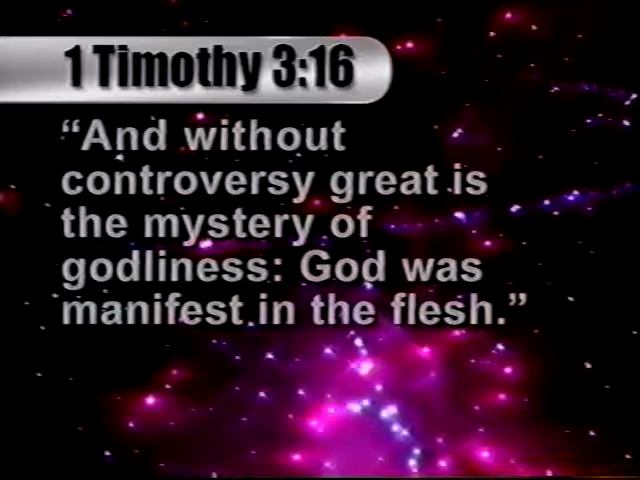 1 Timothy 3:16
“And without
controversy great is
the mystery of
godliness: God was
manifest in the flesh.”